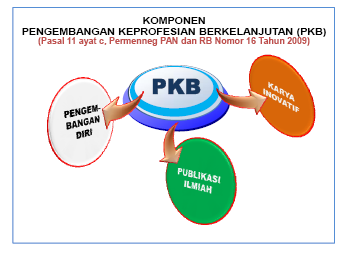 KOMPONEN
PENGEMBANGAN KEPROFESIAN BERKELANJUTAN (PKB)
(Pasal 11 ayat c, Permenneg PAN dan RB Nomor 16 Tahun 2009)
PKB
PENGEM-
BANGAN
DIRI
KARYA
INOVATIF
PUBLIKASI
ILMIAH